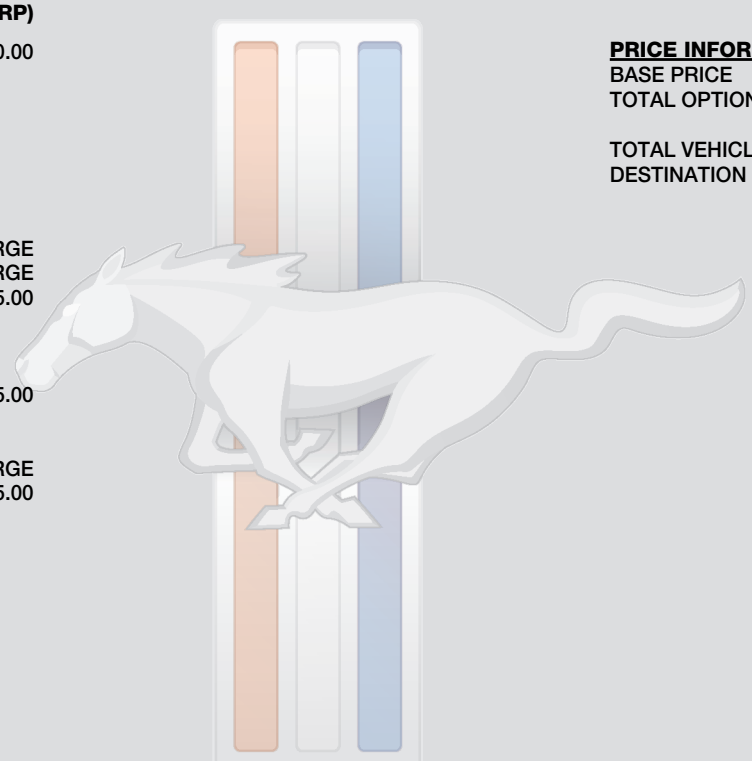 RP)
0.00
RGE
RGE
5.00
5.00
RGE
5.00
PRICE INFOR
BASE PRICE
TOTAL OPTION
TOTAL VEHICL
DESTINATION